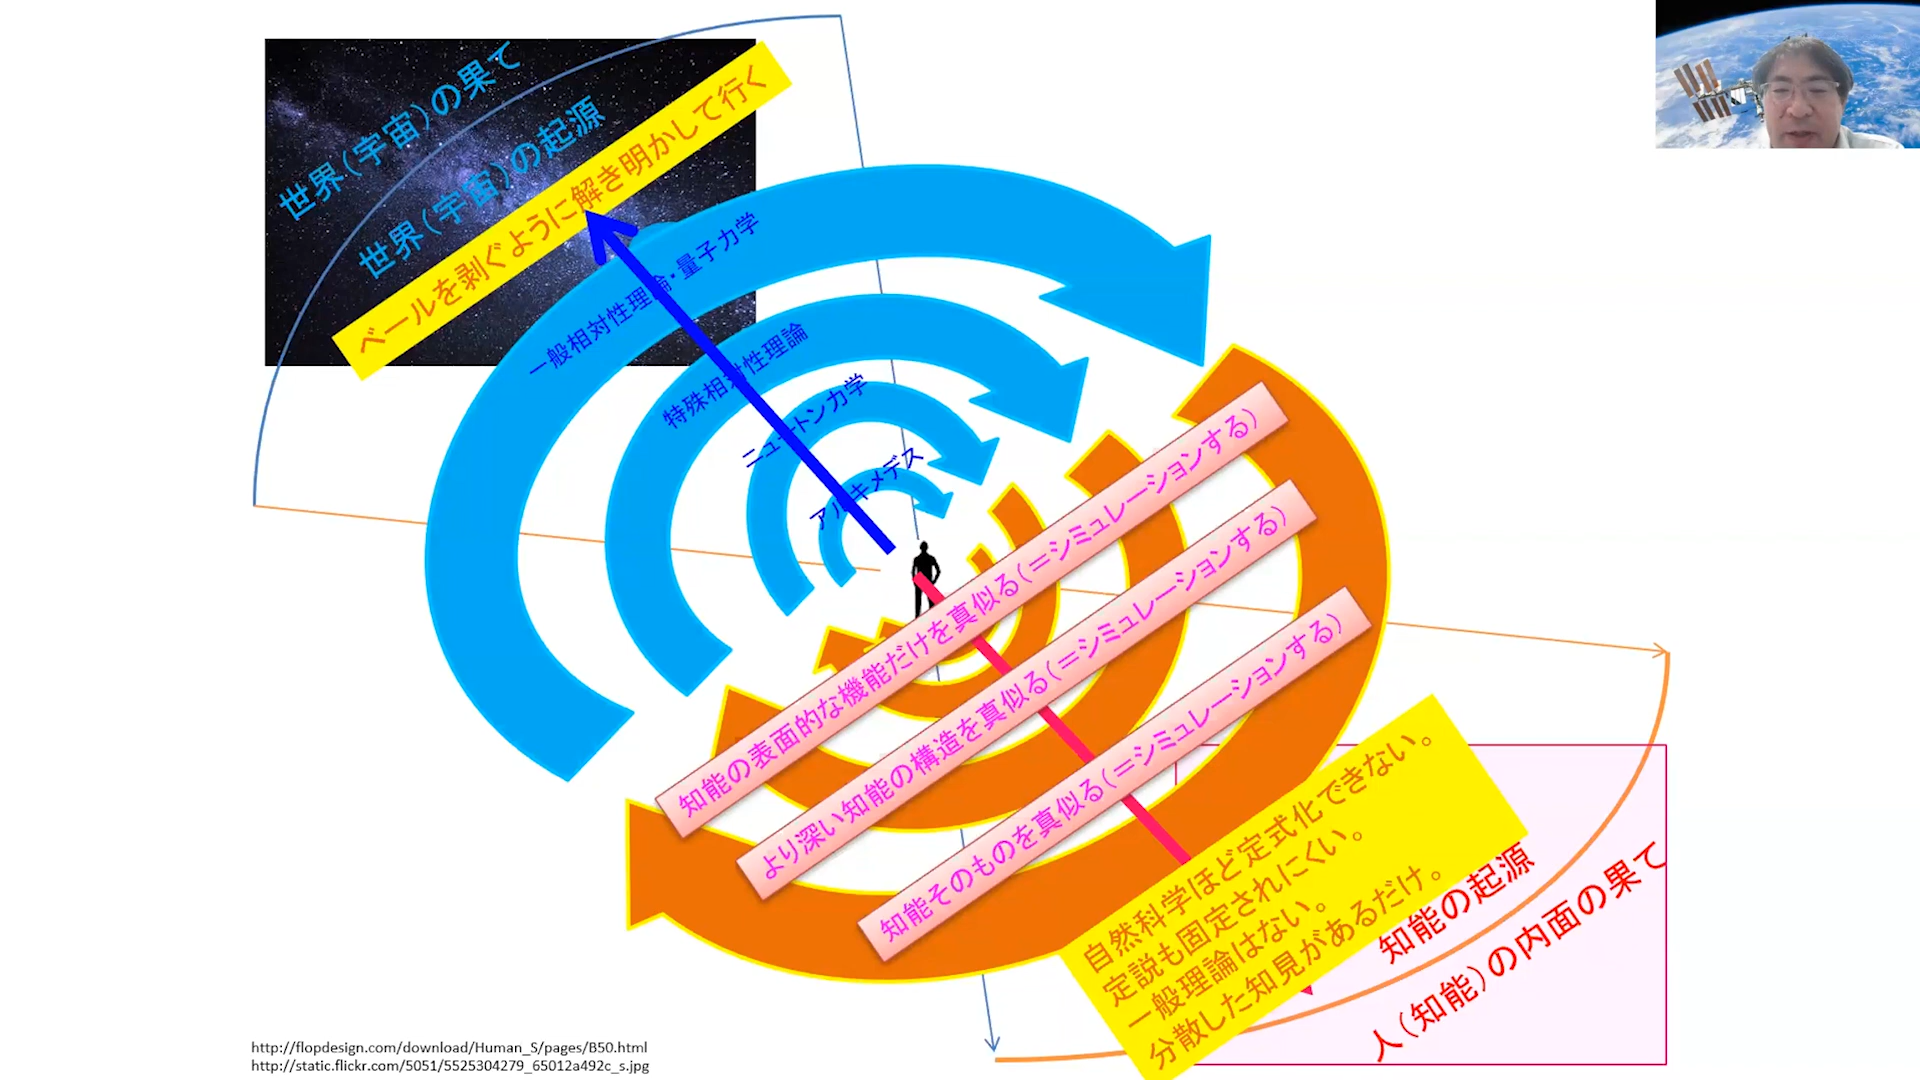 世界(宇宙)の果て
世界(宇宙)の起源
ベールを剥ぐように解き明かして行く
一般相対性理論・量子力学
特殊相対性理論
ニュートン力学
アルキメデス
知能の表面的な機能だけを真似る(=シミュレーションする)
より深い知能の構造を真似る(=シミュレーションする)
知能そのものを真似る(=シミュレーションする)
自然科学ほど定式化できない。
定説も固定されにくい。
一般理論はない。
分散した知見があるだけ。
知能の起源
人(知能)の内面の果て
http://flopdesign.com/download/Human_S/pages/B50.html
http://static.flickr.com/5051/5525304279_65012a492c_s.jpg